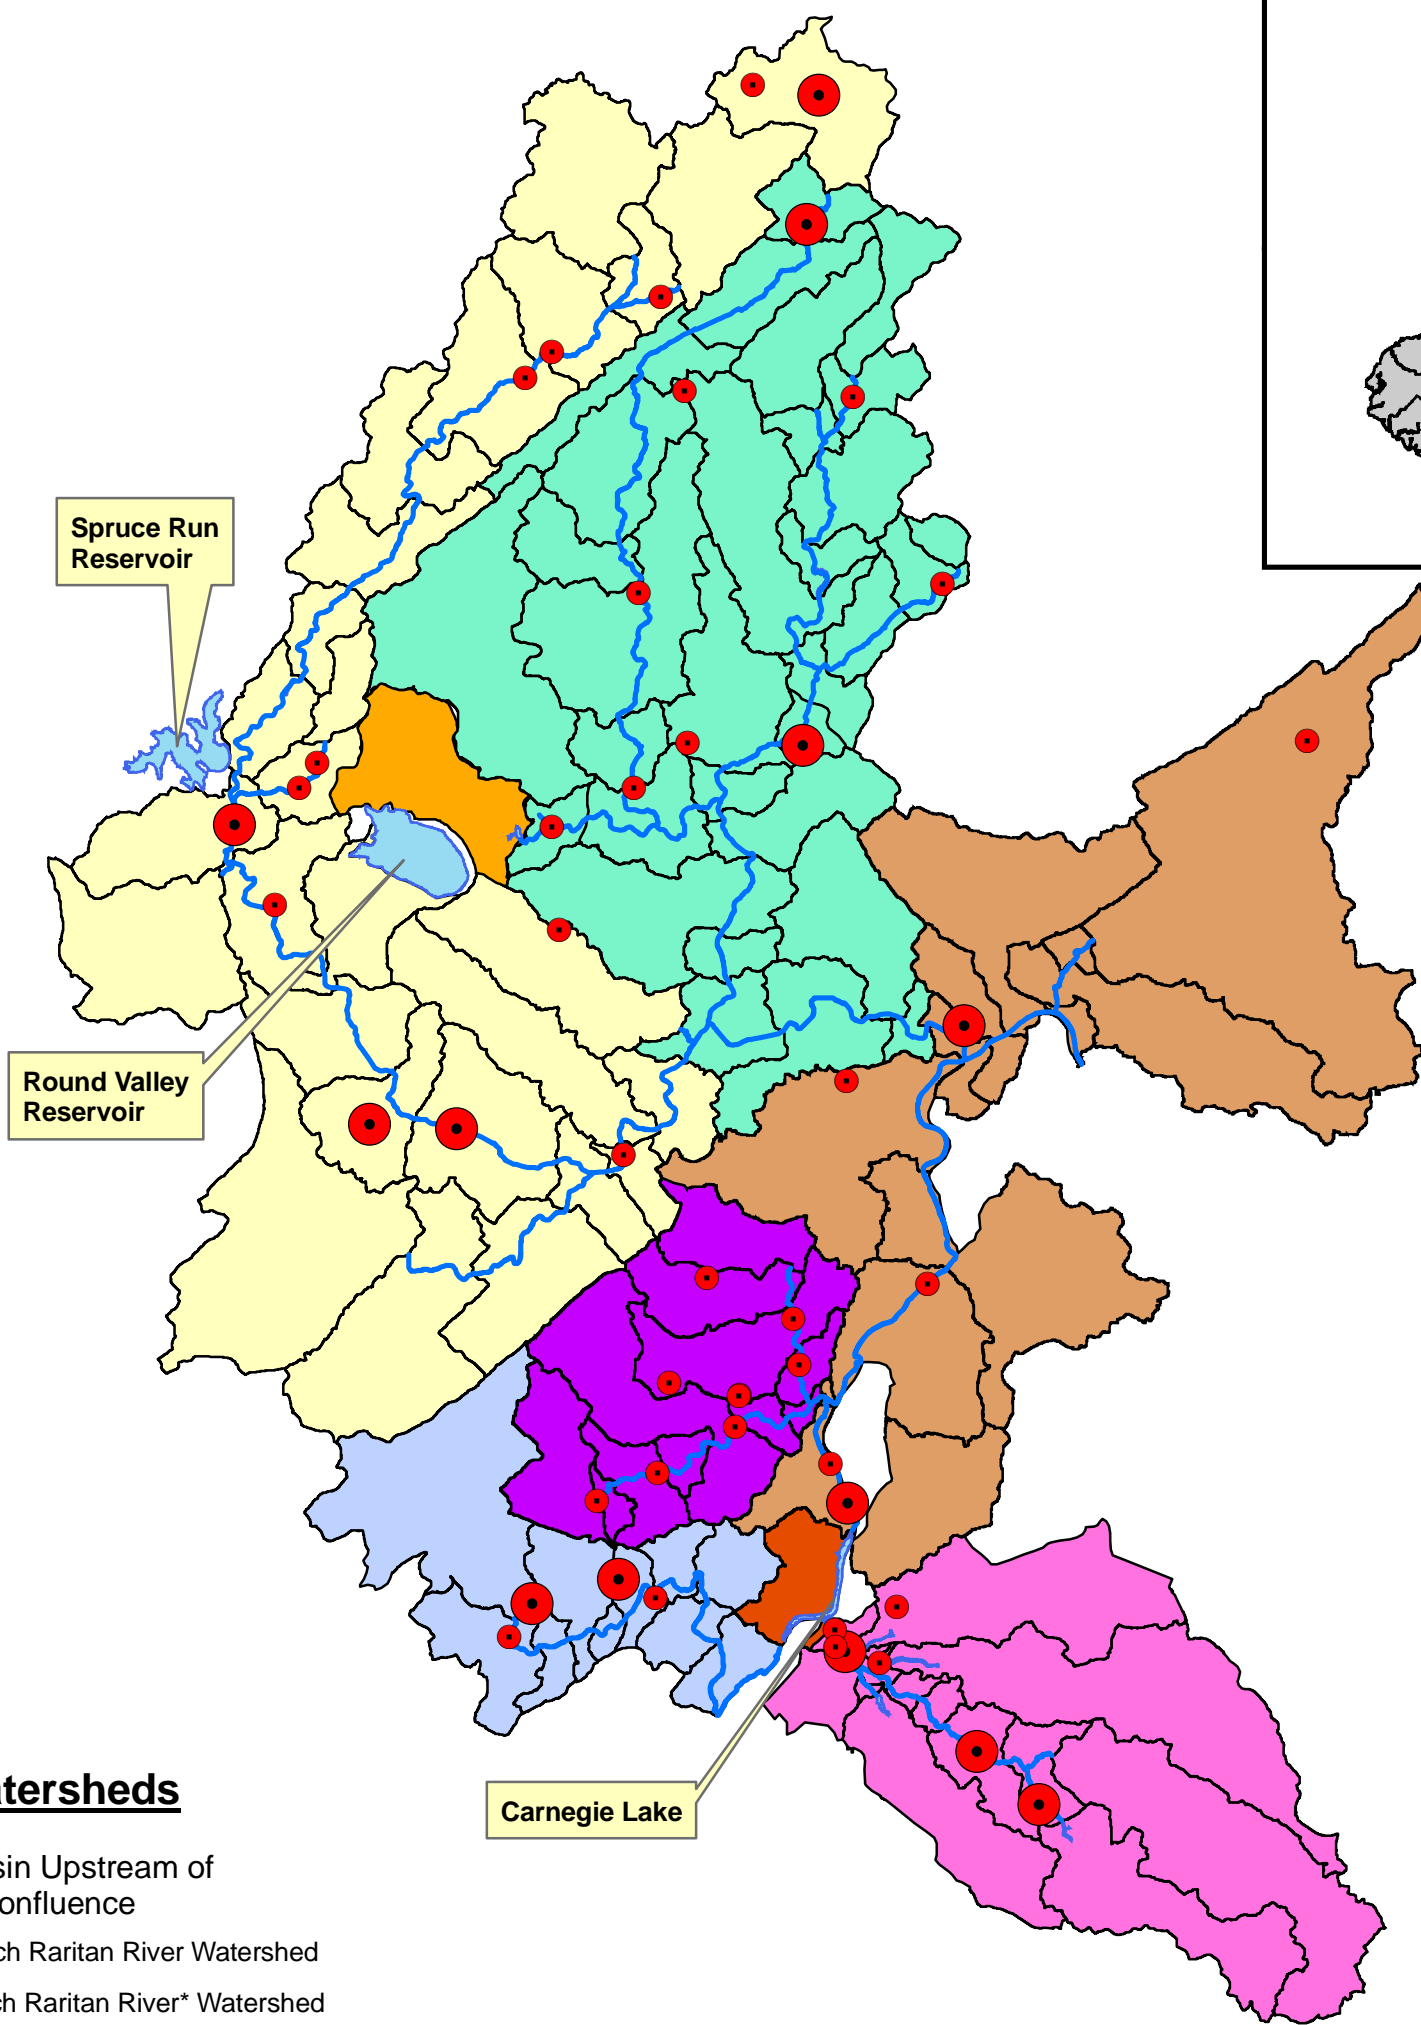 Spruce Run
Reservoir
Round Valley
Reservoir
Carnegie Lake
tersheds
sin Upstream of
onfluence
ch Raritan River Watershed
ch Raritan River* Watershed